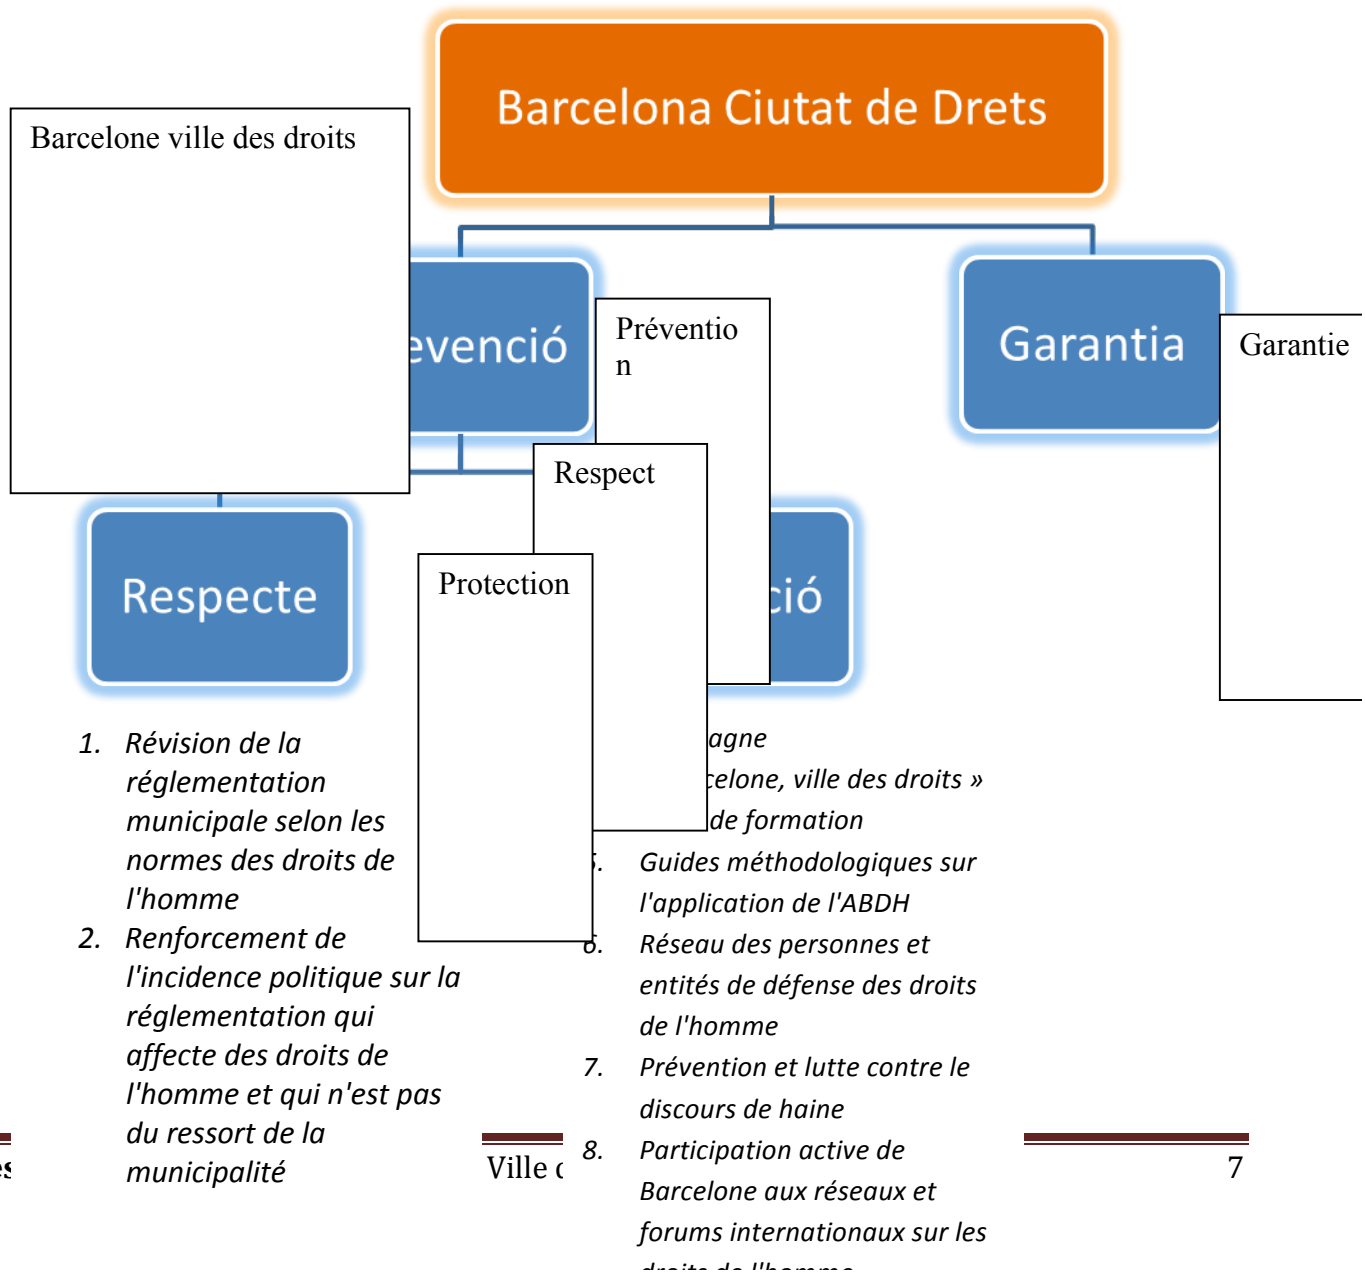 Barcelona Ciutat de Drets
Barcelone ville des droits
evenció
Préventio
n
Garantia
Garantie
Respecte
Respect
Protection
ció
1. Révision de la
réglementation
municipale selon les
normes des droits de
l'homme
2. Renforcement de
l'incidence politique sur la
réglementation qui
affecte des droits de
l'homme et qui n'est pas
du ressort de la
municipalité
agne
celone, ville des droits »
de formation
5. Guides méthodologiques sur
l'application de l'ABDH
6. Réseau des personnes et
entités de défense des droits
de l'homme
7. Prévention et lutte contre le
discours de haine
8. Participation active de
Barcelone aux réseaux et
forums internationaux sur les
droits de l'homme
Ville
7